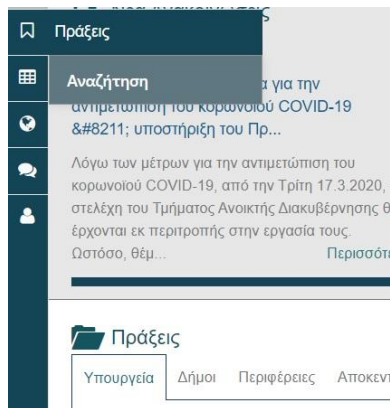 Πράξεις
Αναζήτηση
για την
αντιμετώπιση του κορωνοϊού COVID-19
&#8211; υποστήριξη του Πρ...
Λόγω των μέτρων για την αντιμετώπιση του
κορωνοϊού COVID-19, από την Τρίτη 17.3.2020,
στελέχη του Τμήματος Ανοικτής Διακυβέρνησης θ
έρχονται εκ περιτροπής στην εργασία τους.
Ωστόσο, θέμ... Περισσότε
Πράξεις
Υπουργεία Δήμοι Περιφέρειες Αποκεντ